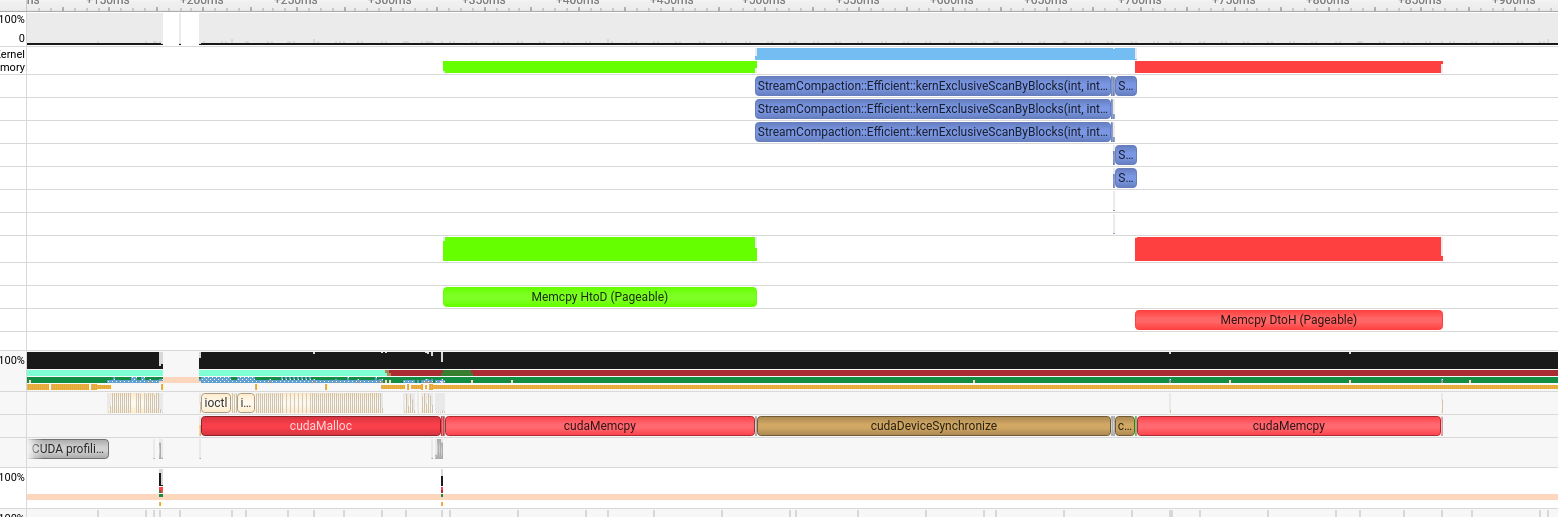 +150ms +200ms +250ms +300ms +350ms +400ms +450ms +500ms +550ms +600ms +650ms +700ms +750ms +800ms +850ms +900ms
100%
0
ernel
mory
StreamCompaction::Efficient::kernExclusiveScanByBlocks(int, int... S...
StreamCompaction::Efficient::kernExclusiveScanByBlocks(int, int...
StreamCompaction::Efficient::kernExclusiveScanByBlocks(int, int...
S...
S...
Memcpy HtoD (Pageable)
Memcpy DtoH (Pageable)
100%
ioctl i...
cudaMalloc cudaMemcpy cudaDeviceSynchronize c... cudaMemcpy
CUDA profili...
100%
100%